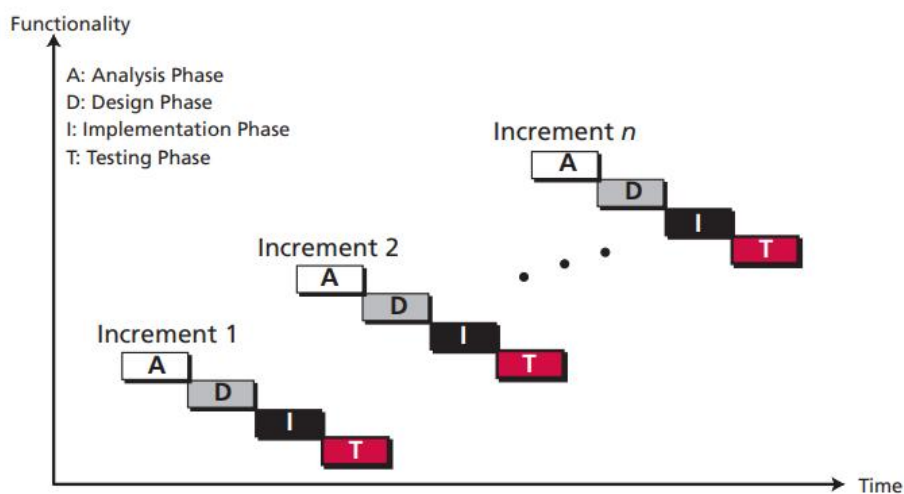 Functionality
A: Analysis Phase
D: Design Phase
I: Implementation Phase
T: Testing Phase
Increment n
A
D
I
T
Increment 2
A
D
I
T
Increment 1
A
D
I
T
Time